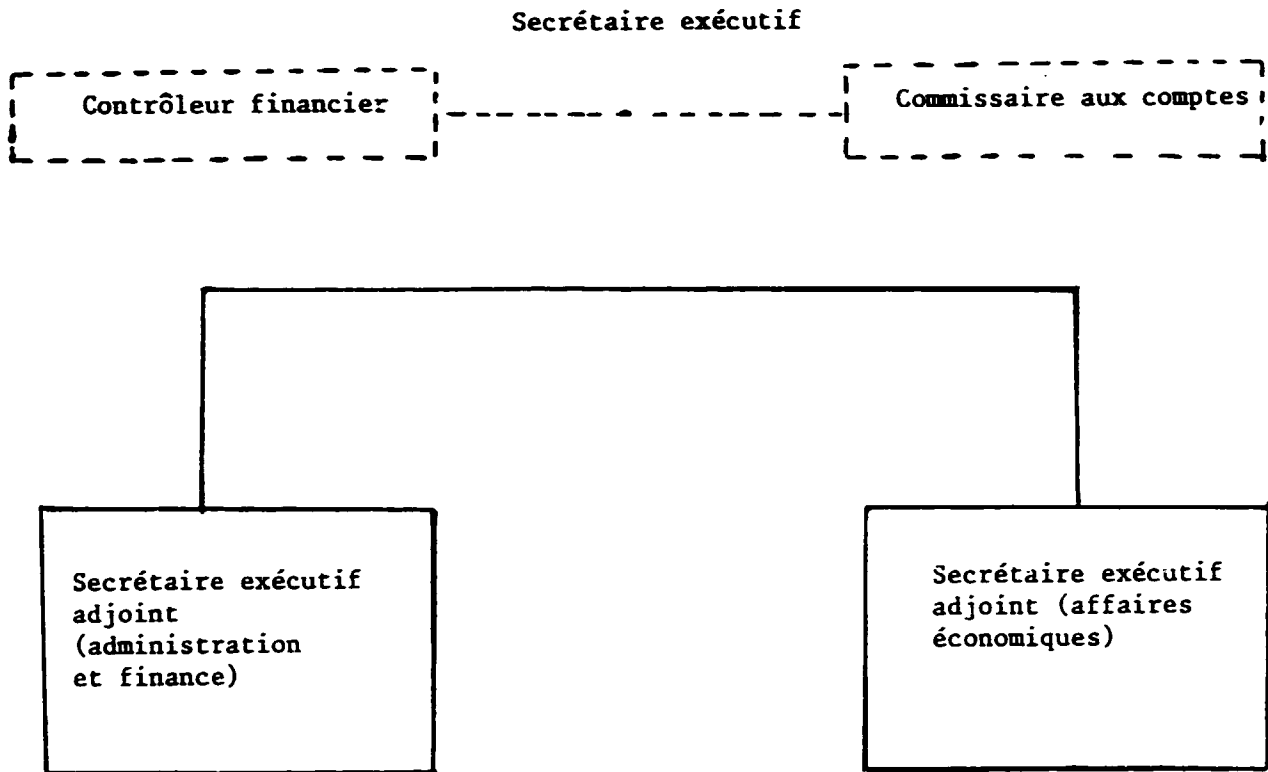 Secrétaire exécutif
Contrôleur financier
Commissaire aux comptes
Secrétaire exécutif
adjoint
(administration
et finance)
Secrétaire exécutif
adjoint (affaires
économiques)